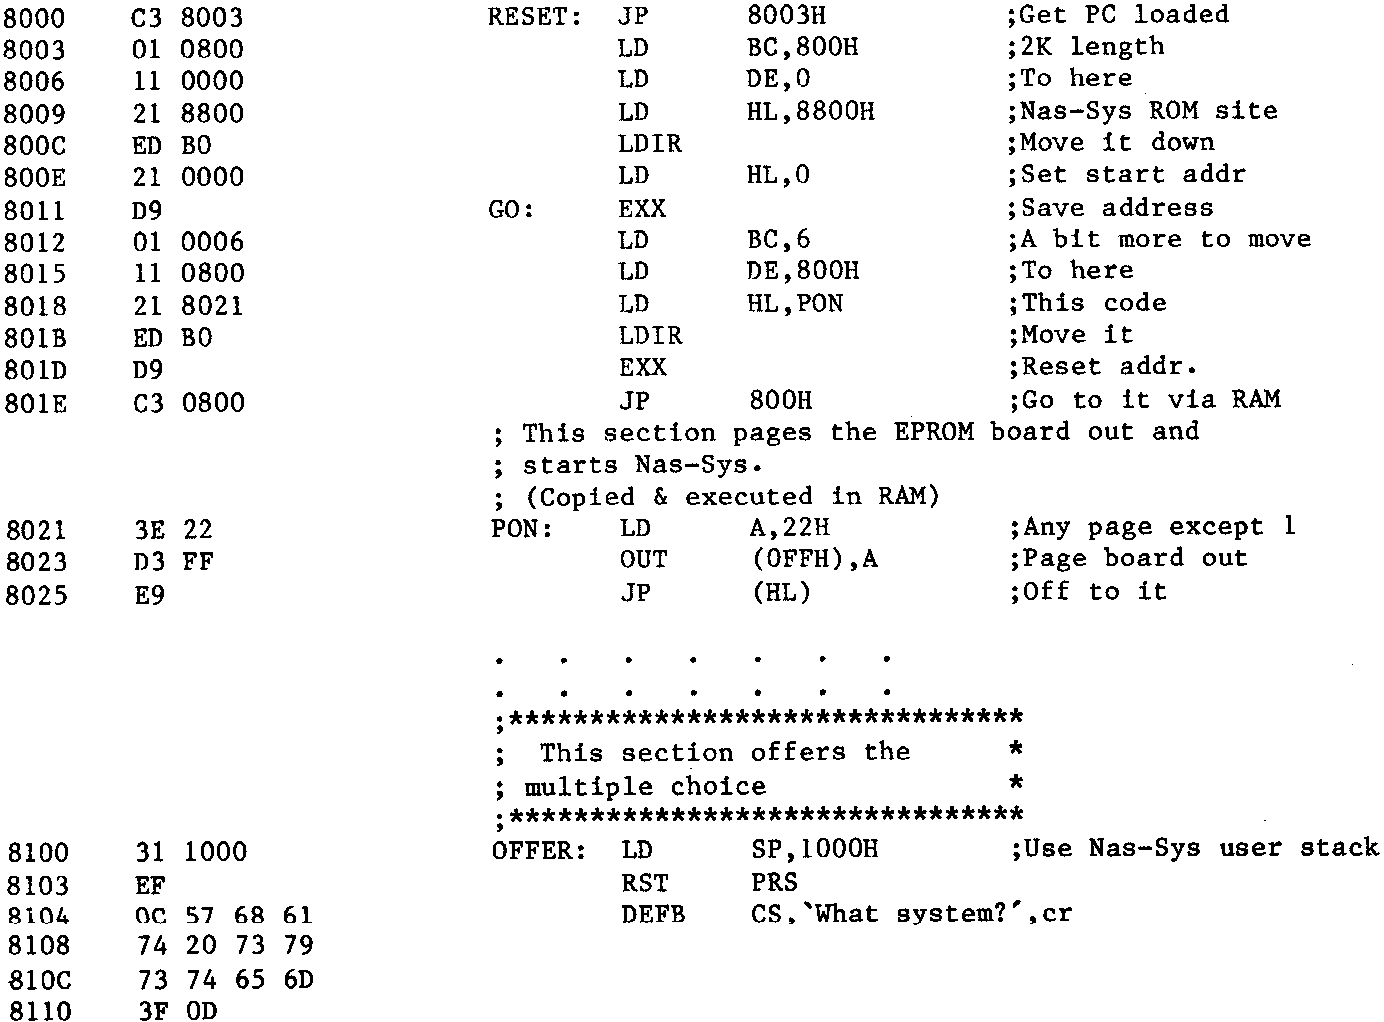 8000 C3 8003 RESET: JP 8003H ;Get PC loaded
8003 01 0800 LD BC,800H ;2K length
8006 11 0000 LD DE,0 ;To here
8009 21 8800 LD HL,8800H ;Nas-Sys ROM site
800C ED B0 LDIR ;Move it down
800E 21 0000 LD HL,0 ;Set start addr
8011 D9 GO: EXX ;Save address
8012 01 0006 LD BC,6 ;A bit more to move
8015 11 0800 LD DE,800H ;To here
8018 21 8021 LD HL,PON ;This code
801B ED B0 LDIR ;Move it
801D D9 EXX ;Reset addr.
801E C3 0800 JP 800H ;Go to it via RAM
; This section pages the EPROM board out and
; starts Nas-Sys.
; (Copied & executed in RAM)
8021 3E 22 PON: LD A,22H ;Any page except 1
8023 D3 FF OUT (0FFH),A ;Page board out
8025 E9 JP (HL) ;Off to it
. . . . . . .
. . . . . . .
;********************************
; This section offers the *
; multiple choice *
;********************************
8100 31 1000 OFFER: LD SP,1000H ;Use Nas-Sys user stack
8103 EF RST PRS
8104 0C 57 68 61 DEFB CS,`What system?´,cr
8108 74 20 73 79
810C 73 74 65 6D
8110 3F 0D